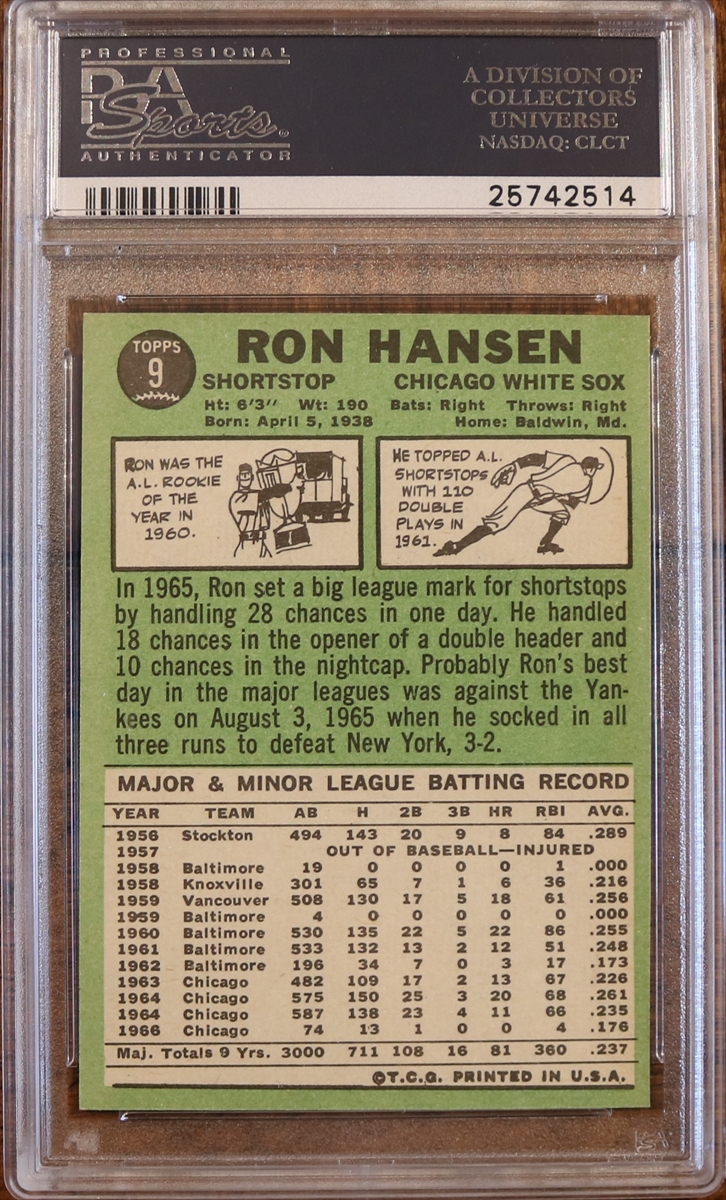 PROFESSIONAL
PSA
Sports
AUTHENTICATOR
A DIVISION OF
COLLECTORS
UNIVERSE
NASDAQ: CLCT
25742514
TOPPS
9
RON HANSEN
SHORTSTOP CHICAGO WHITE SOX
Ht: 6'3" Wt: 190 Bats: Right Throws: Right
Born: April 5, 1938 Home: Baldwin, Md.
RON WAS THE
A.L. ROOKIE
OF THE
YEAR IN
1960.
HE TOPPED A.L.
SHORTSTOPS
WITH 110
DOUBLE
PLAYS IN
1961.
In 1965, Ron set a big league mark for shortstops
by handling 28 chances in one day. He handled
18 chances in the opener of a double header and
10 chances in the nightcap. Probably Ron's best
day in the major leagues was against the Yan-
kees on August 3, 1965 when he socked in all
three runs to defeat New York, 3-2.
MAJOR & MINOR LEAGUE BATTING RECORD
YEAR TEAM AB H 2B 3B HR RBI AVG.
1956 Stockton 494 143 20 9 8 84 .289
1957 OUT OF BASEBALL—INJURED
1958 Baltimore 19 0 0 0 0 1 .000
1958 Knoxville 301 65 7 1 6 36 .216
1959 Vancouver 508 130 17 5 18 61 .256
1959 Baltimore 4 0 0 0 0 0 .000
1960 Baltimore 530 135 22 5 22 86 .255
1961 Baltimore 533 132 13 2 12 51 .248
1962 Baltimore 196 34 7 0 3 17 .173
1963 Chicago 482 109 17 2 13 67 .226
1964 Chicago 575 150 25 3 20 68 .261
1964 Chicago 587 138 23 4 11 66 .235
1966 Chicago 74 13 1 0 0 4 .176
Maj. Totals 9 Yrs. 3000 711 108 16 81 360 .237
©T.C.G. PRINTED IN U.S.A.